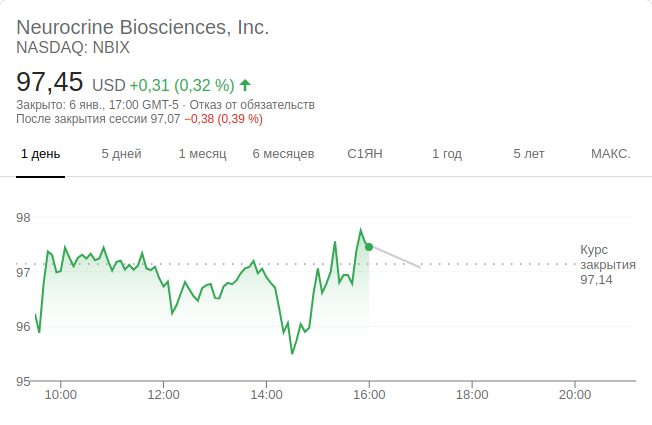 Neurocrine Biosciences, Inc.
NASDAQ: NBIX
97,45 USD +0,31 (0,32 %)
Закрыто: 6 янв., 17:00 GMT-5 · Отказ от обязательств
После закрытия сессии 97,07 −0,38 (0,39 %)
1 день 5 дней 1 месяц 6 месяцев С1ЯН 1 год 5 лет МАКС.
98
97
96
95
Курс
закрытия
97,14
10:00 12:00 14:00 16:00 18:00 20:00